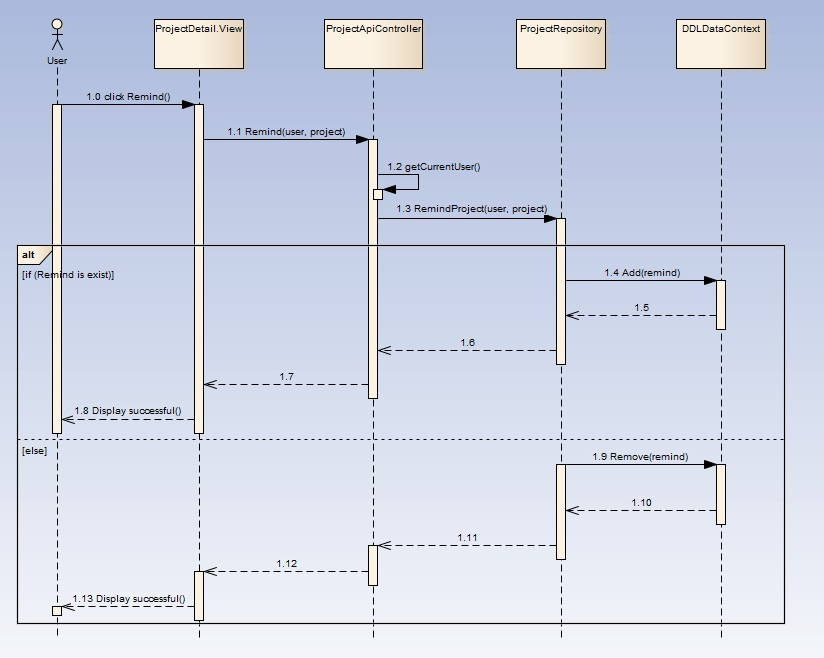 ProjectDetail.View
ProjectApiController
ProjectRepository
DDLDataContext
User
1.0 click Remind()
1.1 Remind(user, project)
1.2 getCurrentUser()
1.3 RemindProject(user, project)
alt
[if (Remind is exist)]
1.4 Add(remind)
1.5
1.6
1.7
1.8 Display successful()
[else]
1.9 Remove(remind)
1.10
1.11
1.12
1.13 Display successful()